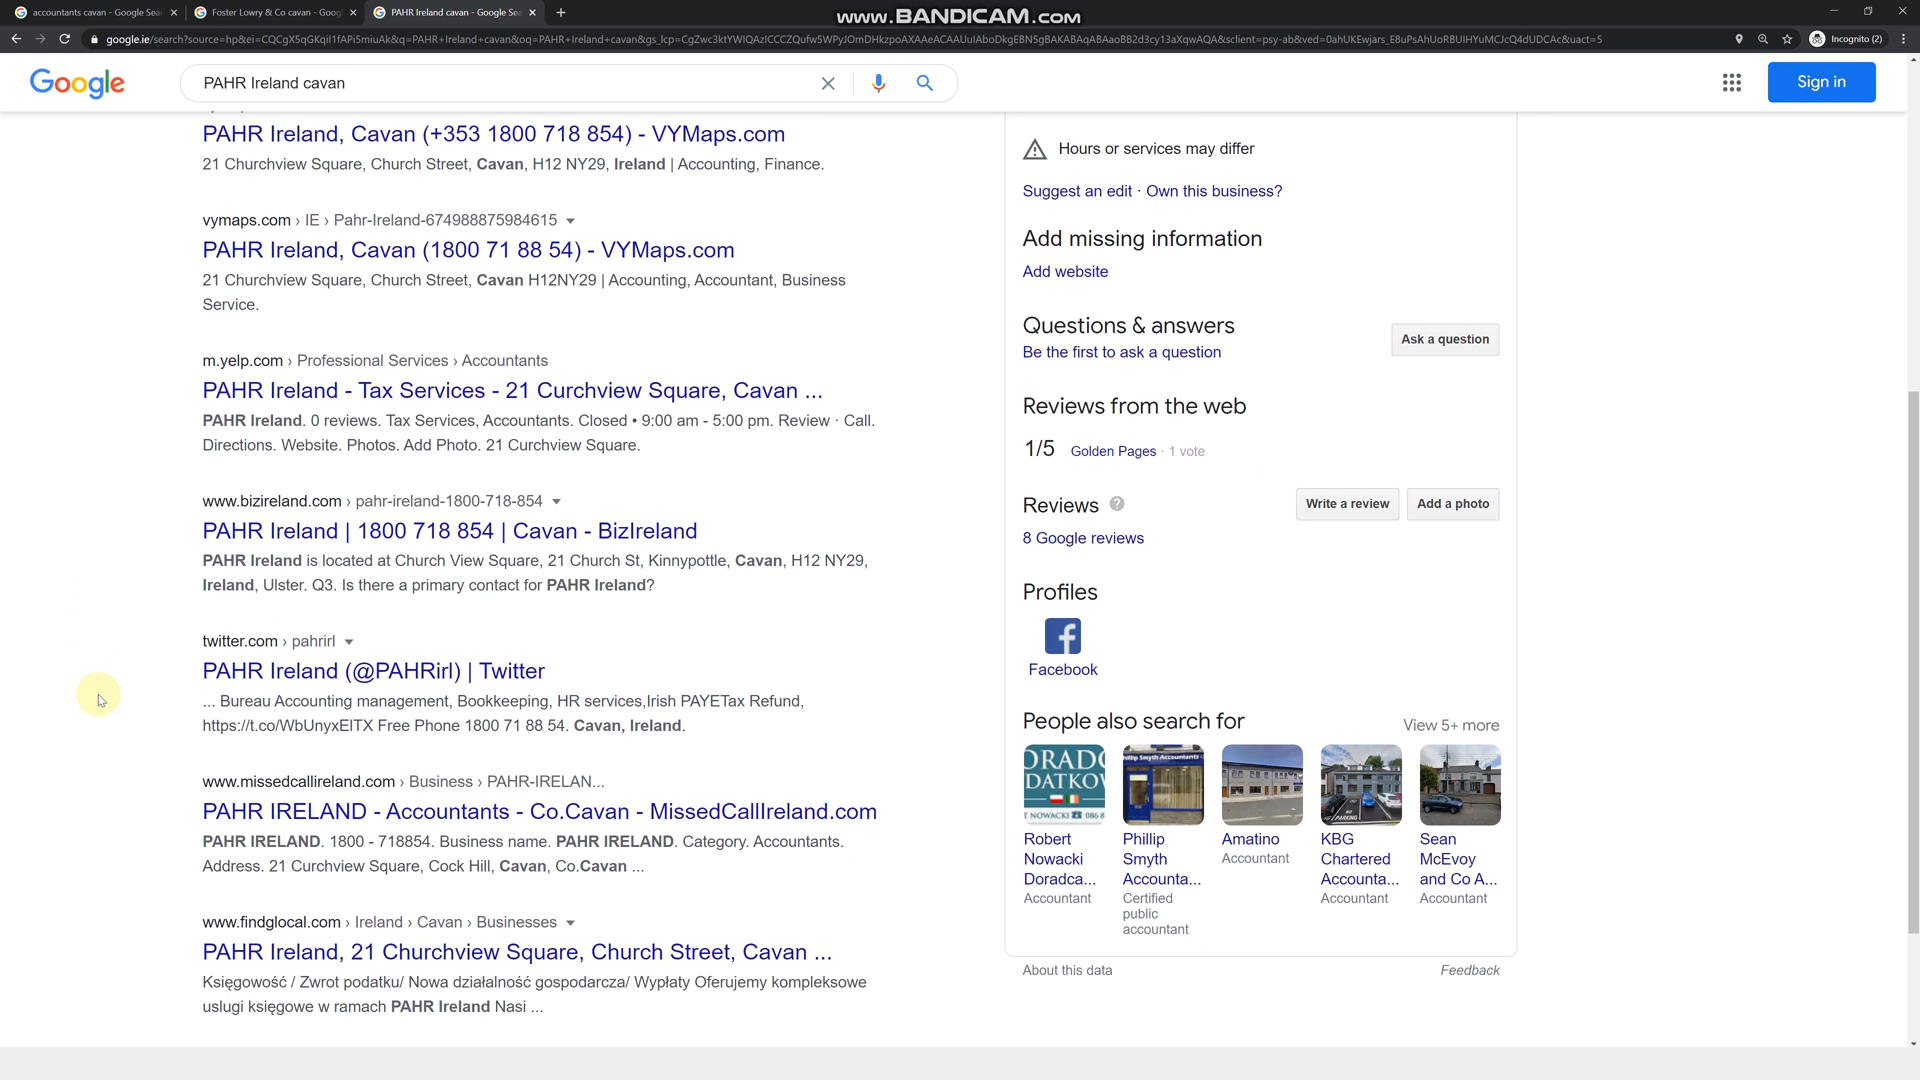 accountants cavan - Google Sea
Foster Lowry & Co cavan - Googl
PAHR Ireland cavan - Google Sea
www.BANDICAM.com
Incognito (2)
Google
PAHR Ireland cavan
Sign in
PAHR Ireland, Cavan (+353 1800 718 854) - VYMaps.com
21 Churchview Square, Church Street, Cavan, H12 NY29, Ireland | Accounting, Finance.
vymaps.com › IE › Pahr-Ireland-674988875984615
PAHR Ireland, Cavan (1800 71 88 54) - VYMaps.com
21 Churchview Square, Church Street, Cavan H12NY29 | Accounting, Accountant, Business
Service.
m.yelp.com › Professional Services › Accountants
PAHR Ireland - Tax Services - 21 Curchview Square, Cavan ...
PAHR Ireland. 0 reviews. Tax Services, Accountants. Closed • 9:00 am - 5:00 pm. Review · Call.
Directions. Website. Photos. Add Photo. 21 Curchview Square.
www.bizireland.com › pahr-ireland-1800-718-854
PAHR Ireland | 1800 718 854 | Cavan - BizIreland
PAHR Ireland is located at Church View Square, 21 Church St, Kinnypottle, Cavan, H12 NY29,
Ireland, Ulster. Q3. Is there a primary contact for PAHR Ireland?
twitter.com › pahrirl
PAHR Ireland (@PAHRirl) | Twitter
... Bureau Accounting management, Bookkeeping, HR services,Irish PAYETax Refund,
https://t.co/WbUnyxEITX Free Phone 1800 71 88 54. Cavan, Ireland.
www.missedcallireland.com › Business › PAHR-IRELAN...
PAHR IRELAND - Accountants - Co.Cavan - MissedCallIreland.com
PAHR IRELAND. 1800 - 718854. Business name. PAHR IRELAND. Category. Accountants.
Address. 21 Curchview Square, Cock Hill, Cavan, Co.Cavan ...
www.findglocal.com › Ireland › Cavan › Businesses
PAHR Ireland, 21 Churchview Square, Church Street, Cavan ...
Księgowość / Zwrot podatku/ Nowa działalność gospodarcza/ Wypłaty Oferujemy kompleksowe
uslugi księgowe w ramach PAHR Ireland Nasi ...
Hours or services may differ
Suggest an edit · Own this business?
Add missing information
Add website
Questions & answers
Be the first to ask a question
Ask a question
Reviews from the web
1/5 Golden Pages · 1 vote
Reviews
Write a review
Add a photo
8 Google reviews
Profiles
Facebook
People also search for
View 5+ more
Robert
Nowacki
Doradca...
Accountant
Phillip
Smyth
Accounta...
Certified
public
accountant
Amatino
Accountant
KBG
Chartered
Accounta...
Accountant
Sean
McEvoy
and Co A...
Accountant
About this data
Feedback